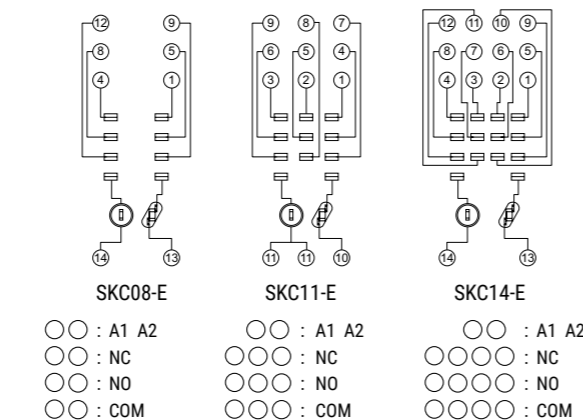 12 9 9 8 7 12 11 10 9
8 5 6 5 4 8 7 6 5
4 1 3 2 1 4 3 2 1
14 13 11 11 10 14 13
SKC08-E SKC11-E SKC14-E
: A1 A2 : A1 A2 : A1 A2
: NC : NC : NC
: NO : NO : NO
: COM : COM : COM